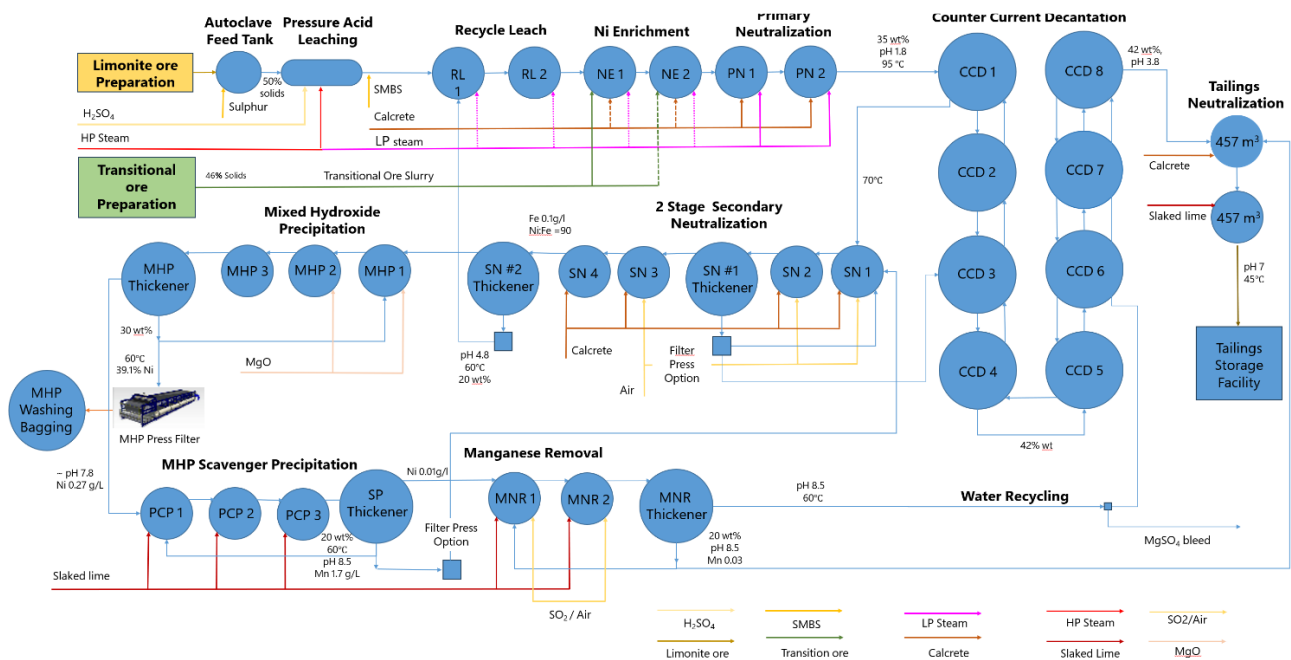 Autoclave
Feed Tank
Pressure Acid
Leaching
Recycle Leach
Ni Enrichment
Primary
Neutralization
Counter Current Decantation
Limonite ore
Preparation
50%
solids
Sulphur
H₂SO₄
HP Steam
SMBS
Calcrete
LP steam
RL
1
RL 2
NE 1
NE 2
PN 1
PN 2
35 wt%
pH 1.8
95 °C
CCD 1
CCD 8
42 wt%,
pH 3.8
Tailings
Neutralization
457 m³
Calcrete
Slaked lime
457 m³
pH 7
45°C
Tailings
Storage
Facility
Transitional
ore
Preparation
46% Solids
Transitional Ore Slurry
70°C
CCD 2
CCD 7
CCD 3
CCD 6
CCD 4
CCD 5
42% wt
Mixed Hydroxide
Precipitation
Fe 0.1g/l
Ni:Fe =90
2 Stage Secondary
Neutralization
MHP
Thickener
MHP 3
MHP 2
MHP 1
SN #2
Thickener
SN 4
SN 3
SN #1
Thickener
SN 2
SN 1
30 wt%
60°C
39.1% Ni
MgO
pH 4.8
60°C
20 wt%
Calcrete
Air
Filter
Press
Option
MHP
Washing
Bagging
MHP Press Filter
~ pH 7.8
Ni 0.27 g/L
MHP Scavenger Precipitation
PCP 1
PCP 2
PCP 3
SP
Thickener
Ni 0.01g/l
Manganese Removal
MNR 1
MNR 2
MNR
Thickener
pH 8.5
60°C
Water Recycling
MgSO₄ bleed
20 wt%
60°C
pH 8.5
Mn 1.7 g/L
Filter Press
Option
20 wt%
pH 8.5
Mn 0.03
Slaked lime
SO₂ / Air
H₂SO₄
SMBS
LP Steam
HP Steam
SO2/Air
Limonite ore
Transition ore
Calcrete
Slaked Lime
MgO